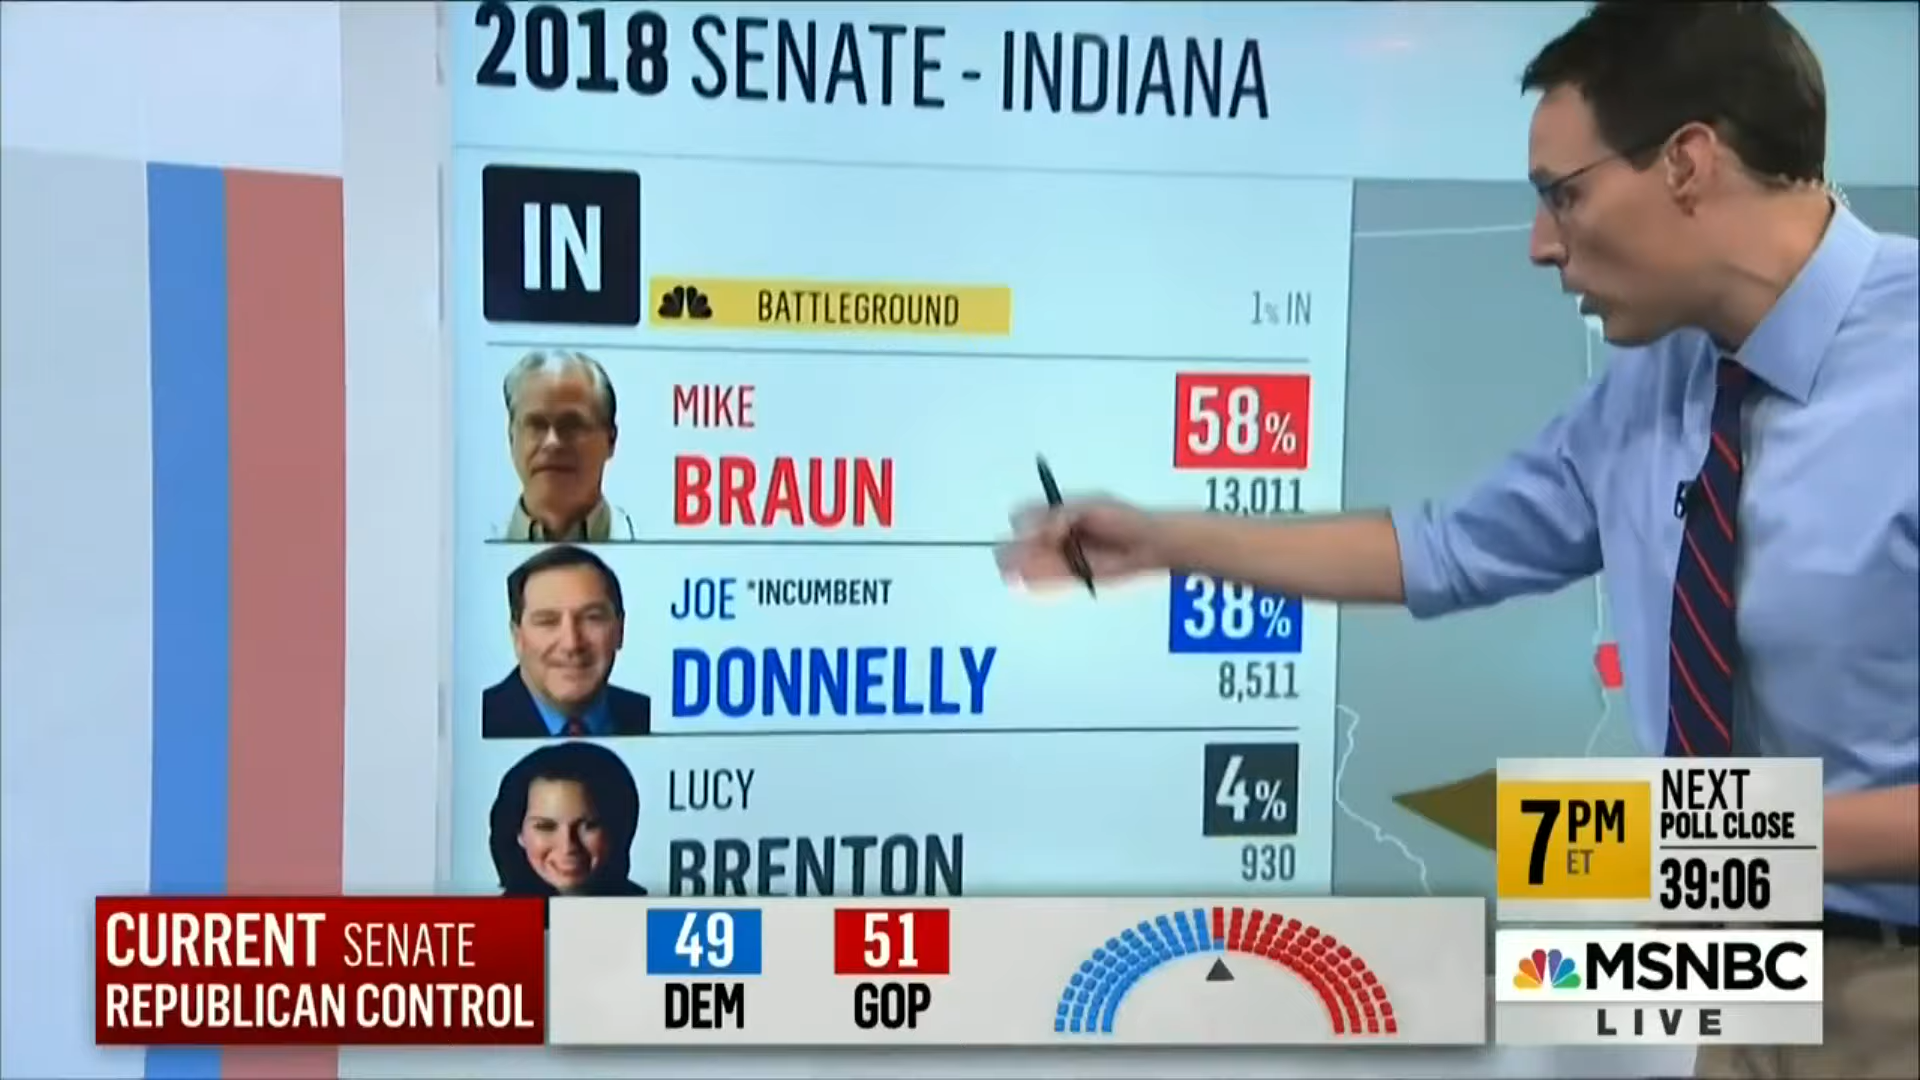 2018 SENATE - INDIANA
IN
BATTLEGROUND
1% IN
MIKE
BRAUN
58%
13,011
JOE *INCUMBENT
DONNELLY
38%
8,511
LUCY
BRENTON
4%
930
CURRENT SENATE
REPUBLICAN CONTROL
49
DEM
51
GOP
7PM
ET
NEXT
POLL CLOSE
39:06
MSNBC
LIVE